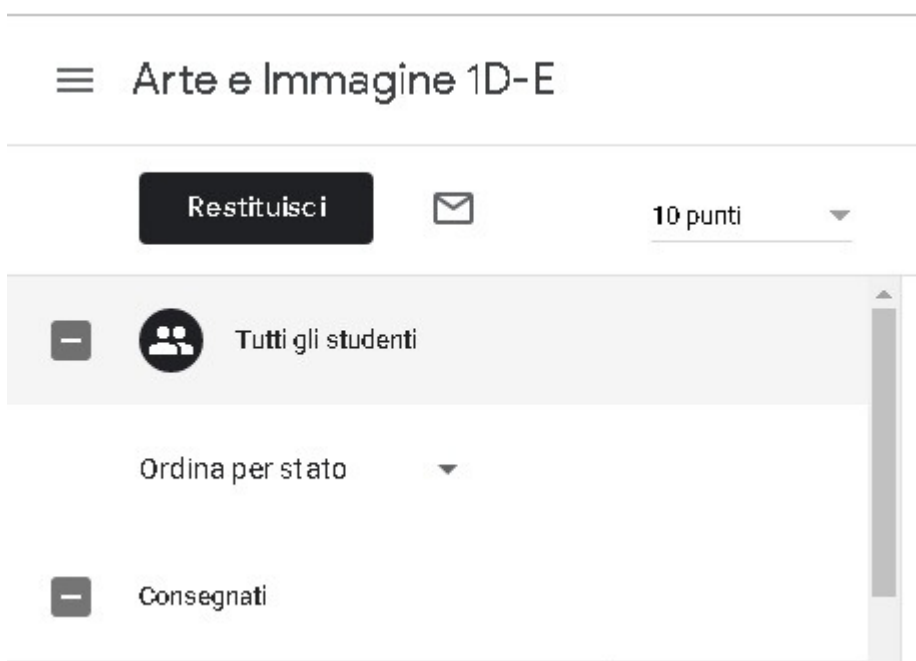 Arte e Immagine 1D-E
Restituisci
10 punti
Tutti gli studenti
Ordina per stato
Consegnati